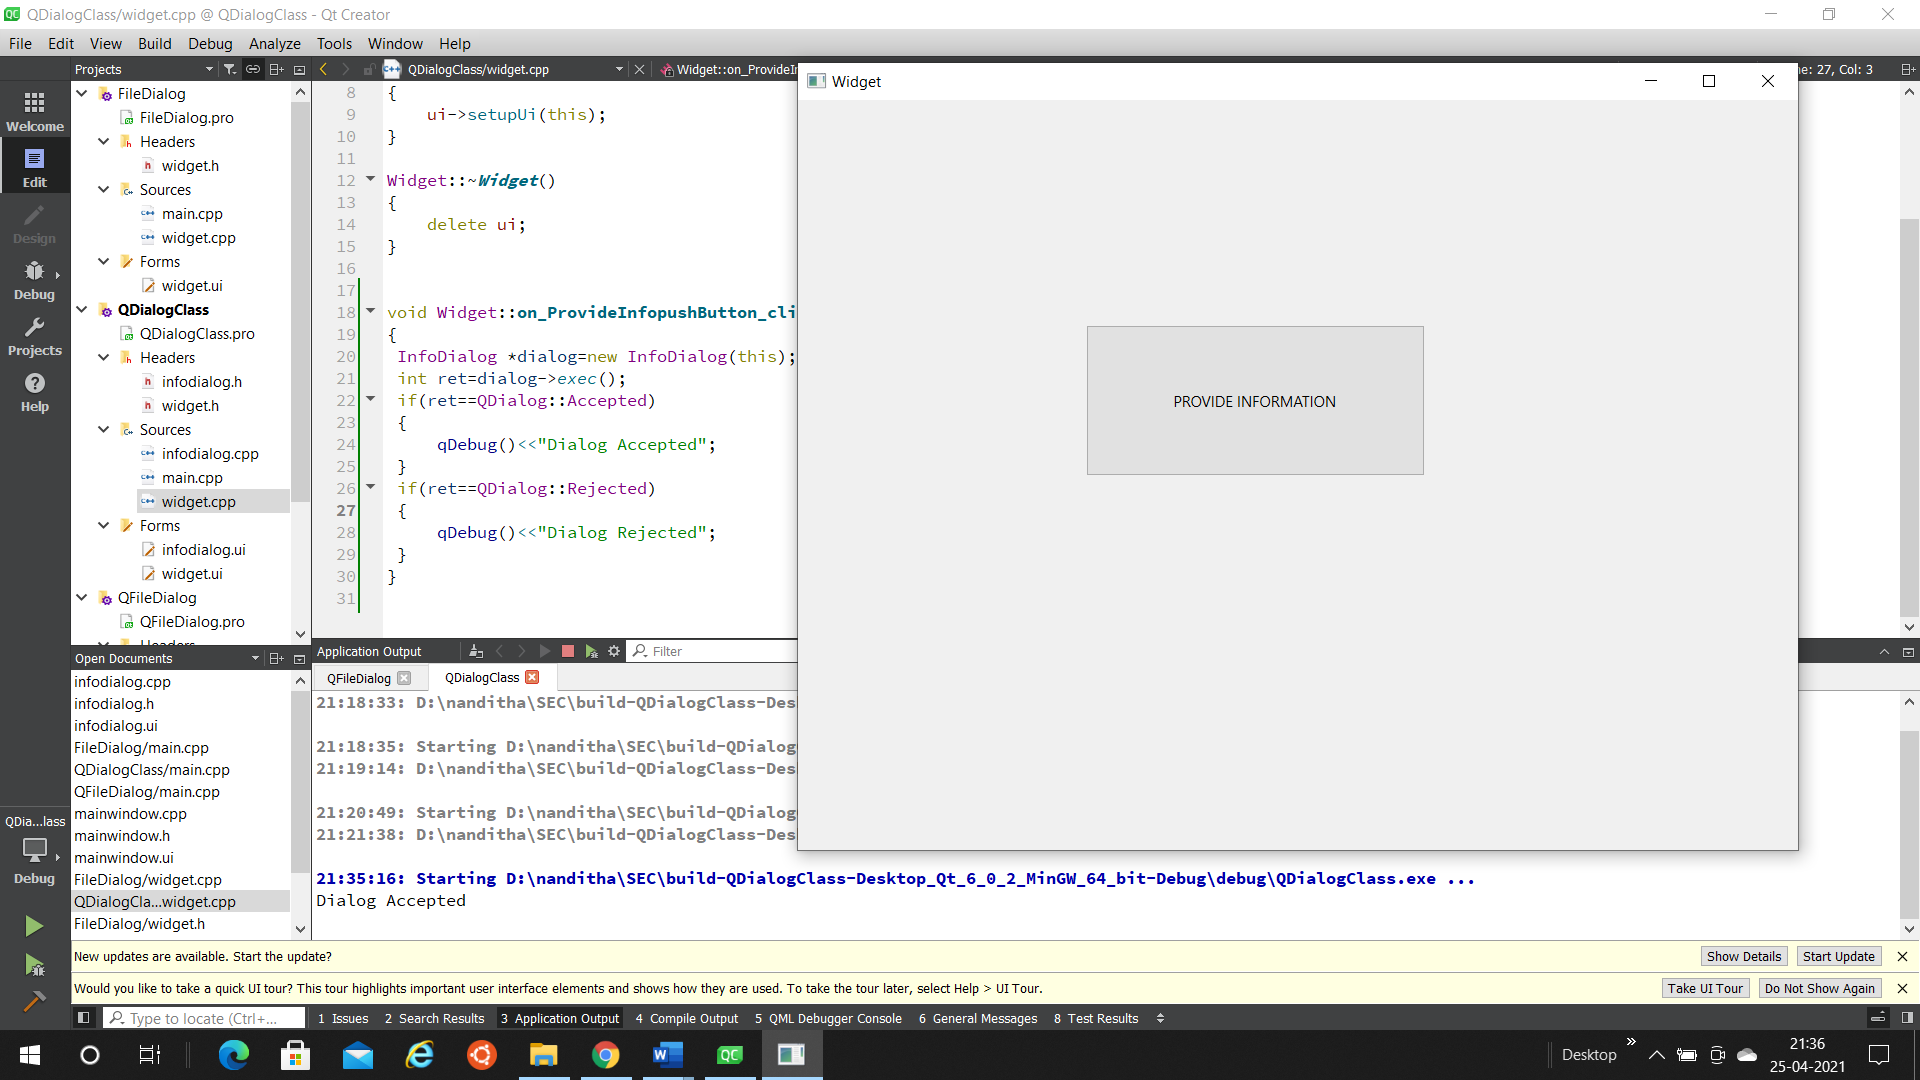 QDialogClass/widget.cpp @ QDialogClass - Qt Creator
File Edit View Build Debug Analyze Tools Window Help
Projects
QDialogClass/widget.cpp
Widget::on_ProvideI
e: 27, Col: 3
Welcome
Edit
Design
Debug
Projects
Help
FileDialog
FileDialog.pro
Headers
widget.h
Sources
main.cpp
widget.cpp
Forms
widget.ui
QDialogClass
QDialogClass.pro
Headers
infodialog.h
widget.h
Sources
infodialog.cpp
main.cpp
widget.cpp
Forms
infodialog.ui
widget.ui
QFileDialog
QFileDialog.pro
Headers
8 {
9 ui->setupUi(this);
10 }
11
12 Widget::~Widget()
13 {
14 delete ui;
15 }
16
17
18 void Widget::on_ProvideInfopushButton_cli
19 {
20 InfoDialog *dialog=new InfoDialog(this);
21 int ret=dialog->exec();
22 if(ret==QDialog::Accepted)
23 {
24 qDebug()<<"Dialog Accepted";
25 }
26 if(ret==QDialog::Rejected)
27 {
28 qDebug()<<"Dialog Rejected";
29 }
30 }
31
Widget
PROVIDE INFORMATION
Open Documents
infodialog.cpp
infodialog.h
infodialog.ui
FileDialog/main.cpp
QDialogClass/main.cpp
QFileDialog/main.cpp
mainwindow.cpp
mainwindow.h
mainwindow.ui
FileDialog/widget.cpp
QDialogCla...widget.cpp
FileDialog/widget.h
QDia...lass
Debug
Application Output
Filter
QFileDialog
QDialogClass
21:18:33: D:\nanditha\SEC\build-QDialogClass-Des
21:18:35: Starting D:\nanditha\SEC\build-QDialog
21:19:14: D:\nanditha\SEC\build-QDialogClass-Des
21:20:49: Starting D:\nanditha\SEC\build-QDialog
21:21:38: D:\nanditha\SEC\build-QDialogClass-Des
21:35:16: Starting D:\nanditha\SEC\build-QDialogClass-Desktop_Qt_6_0_2_MinGW_64_bit-Debug\debug\QDialogClass.exe ...
Dialog Accepted
New updates are available. Start the update?
Show Details
Start Update
Would you like to take a quick UI tour? This tour highlights important user interface elements and shows how they are used. To take the tour later, select Help > UI Tour.
Take UI Tour
Do Not Show Again
Type to locate (Ctrl+...
1 Issues 2 Search Results 3 Application Output 4 Compile Output 5 QML Debugger Console 6 General Messages 8 Test Results
Desktop
21:36
25-04-2021